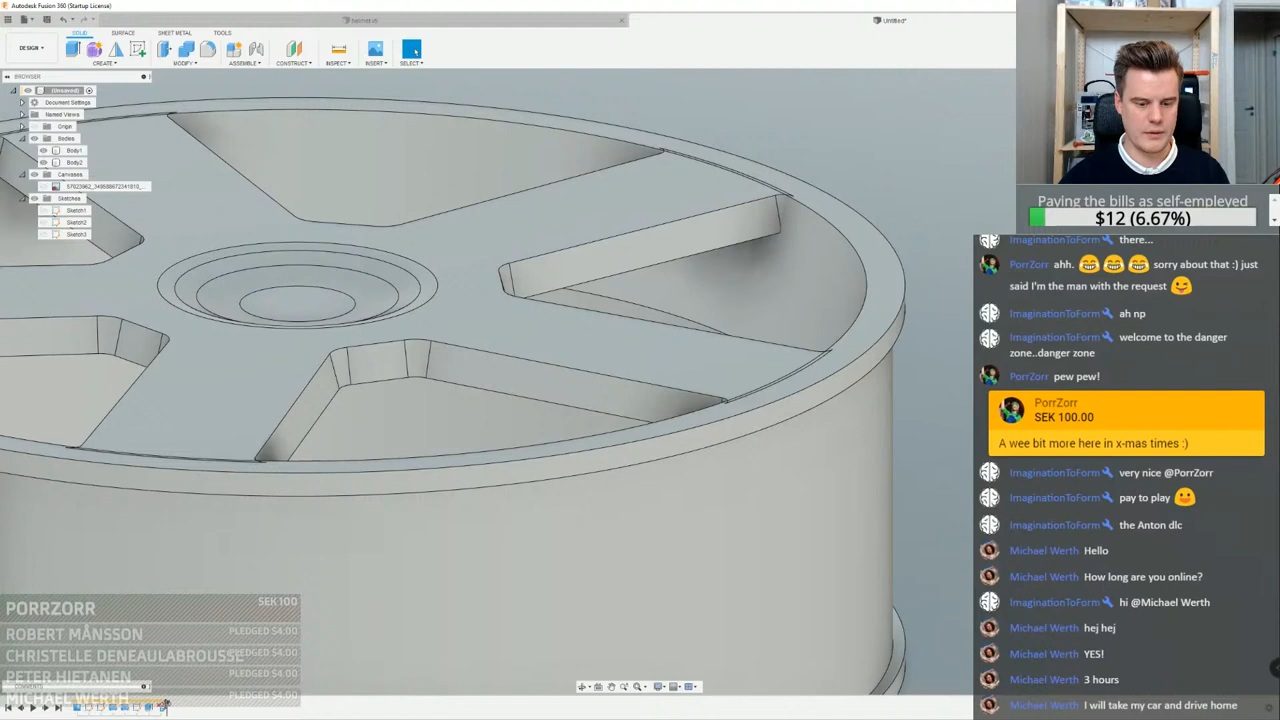 Autodesk Fusion 360 (Startup License)
Untitled*
SOLID
SURFACE
SHEET METAL
TOOLS
DESIGN
CREATE
MODIFY
ASSEMBLE
CONSTRUCT
INSPECT
INSERT
SELECT
BROWSER
(Unsaved)
Document Settings
Named Views
Origin
Bodies
Body1
Body2
Canvases
Sketches
Sketch1
Sketch2
Sketch3
Paying the bills as self-employed
$12 (6.67%)
ImaginationToForm there...
PorrZorr ahh. sorry about that :) just
said I'm the man with the request
ImaginationToForm ah np
ImaginationToForm welcome to the danger
zone..danger zone
PorrZorr pew pew!
PorrZorr
SEK 100.00
A wee bit more here in x-mas times :)
ImaginationToForm very nice @PorrZorr
ImaginationToForm pay to play
ImaginationToForm the Anton dlc
Michael Werth Hello
Michael Werth How long are you online?
ImaginationToForm hi @Michael Werth
Michael Werth hej hej
Michael Werth YES!
Michael Werth 3 hours
Michael Werth I will take my car and drive home
PORRZORR SEK100
ROBERT MÅNSSON PLEDGED $4.00
CHRISTELLE DENEAULABROUSSE PLEDGED $4.00
PETER HIETANEN PLEDGED $4.00
MICHAEL WERTH PLEDGED $4.00
COMMENTS